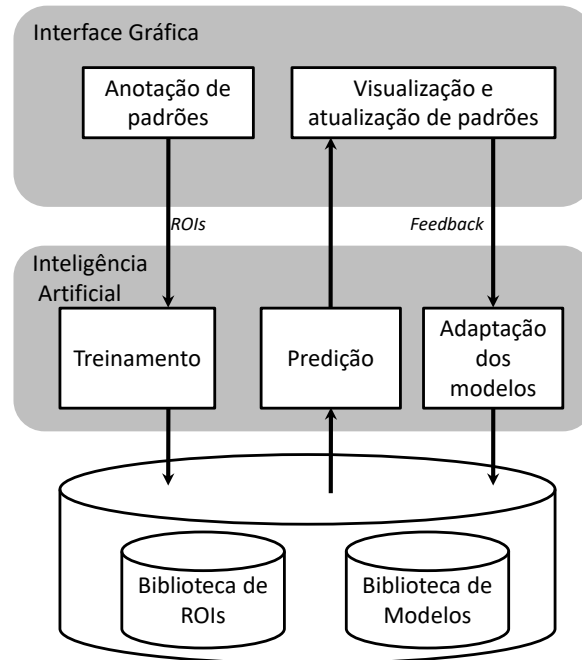 Interface Gráfica
Anotação de
padrões
Visualização e
atualização de padrões
ROIs
Feedback
Inteligência
Artificial
Treinamento
Predição
Adaptação
dos
modelos
Biblioteca de
ROIs
Biblioteca de
Modelos